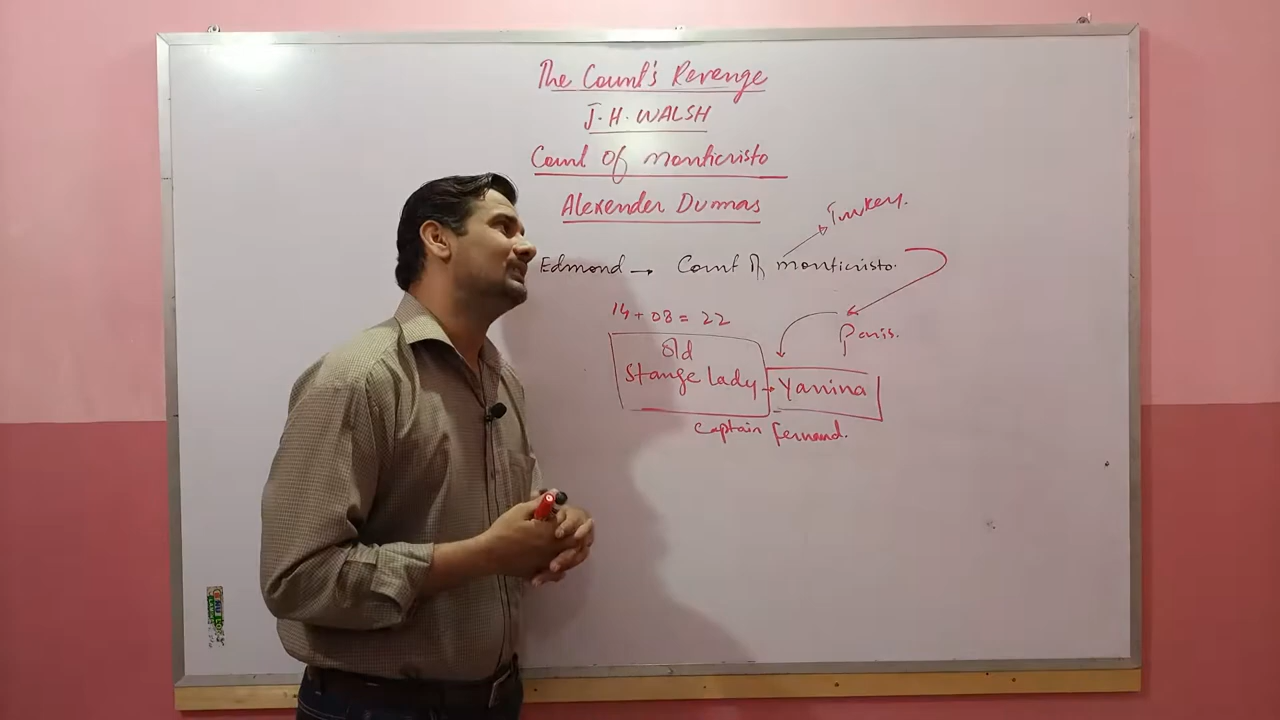 The Count's Revenge
J.H. WALSH
Count of monticristo
Alexender Dumas
Turkey.
Edmond → Count of monticristo.
14 + 08 = 22
Paris.
Old
Stange lady → Yanina
Captain Fernand.